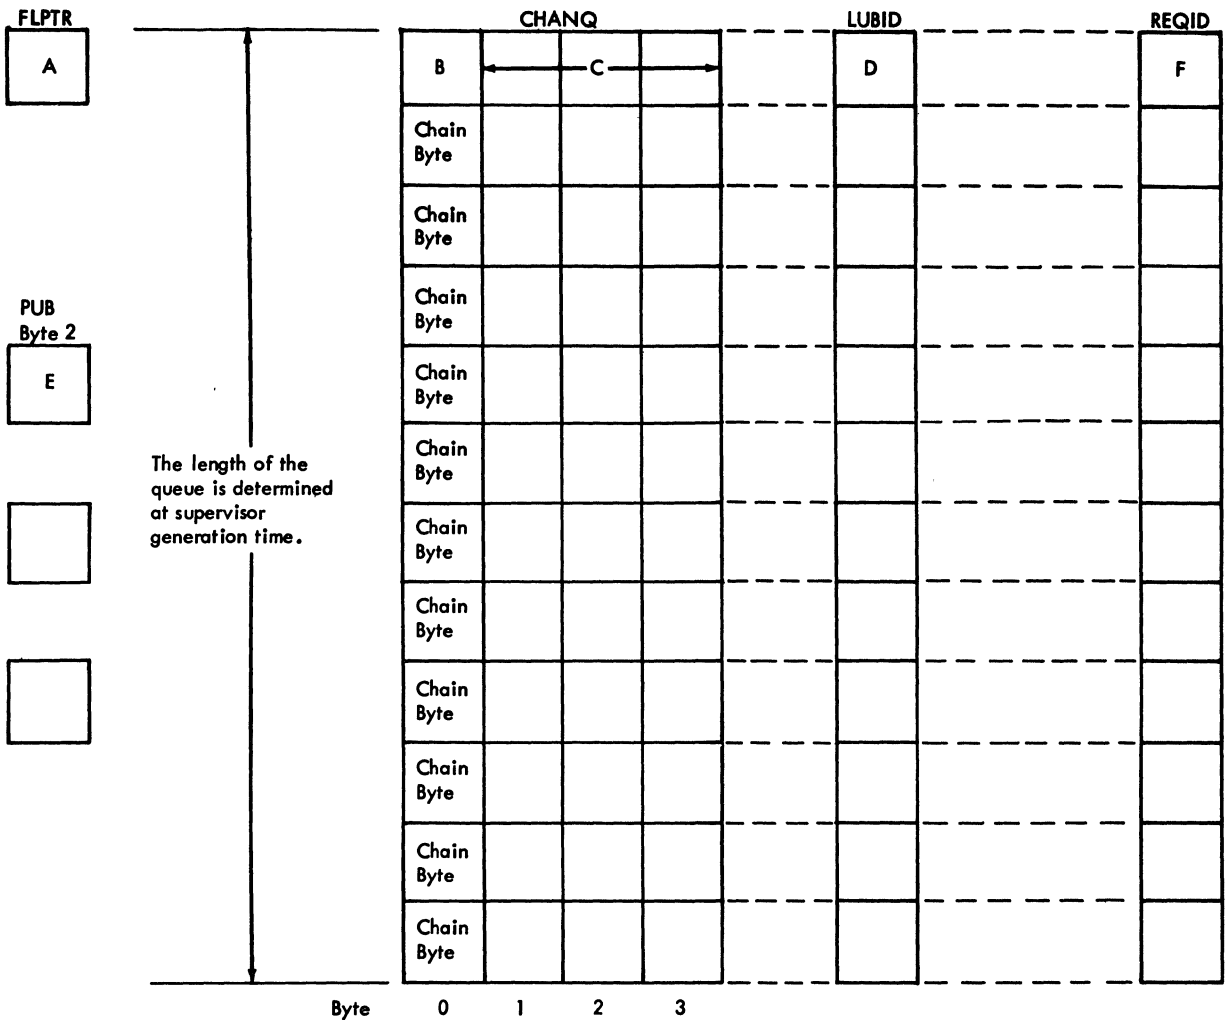 FLPTR CHANQ LUBID REQID
A B C D F
Chain
Byte
Chain
Byte
Chain
Byte
PUB
Byte 2
E
Chain
Byte
The length of the
queue is determined
at supervisor
generation time.
Chain
Byte
Chain
Byte
Chain
Byte
Chain
Byte
Chain
Byte
Chain
Byte
Chain
Byte
Byte 0 1 2 3